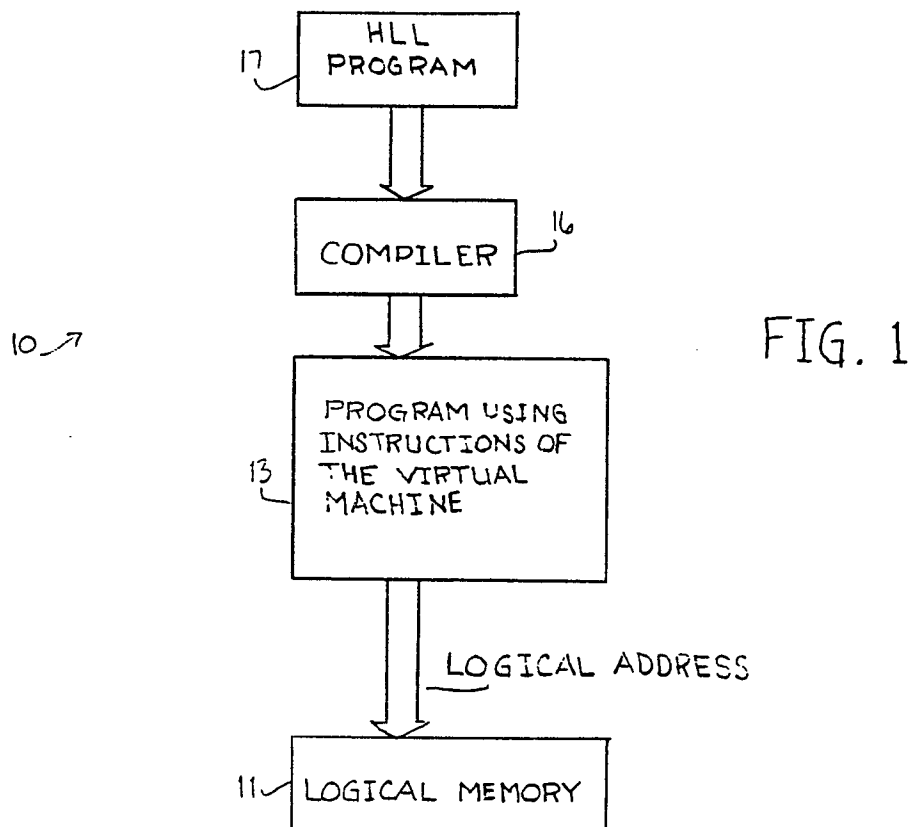 HLL
PROGRAM
17
COMPILER
16
10
FIG. 1
PROGRAM USING
INSTRUCTIONS OF
THE VIRTUAL
MACHINE
13
LOGICAL ADDRESS
11
LOGICAL MEMORY